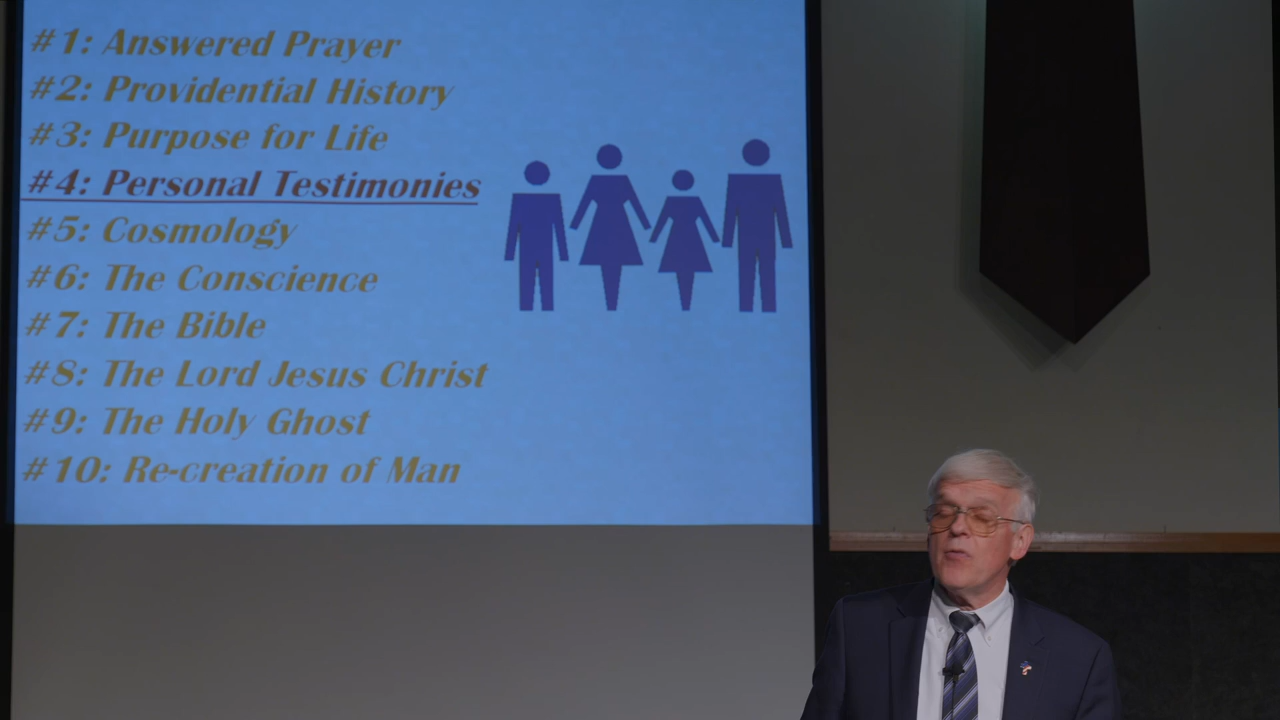 #1: Answered Prayer
#2: Providential History
#3: Purpose for Life
#4: Personal Testimonies
#5: Cosmology
#6: The Conscience
#7: The Bible
#8: The Lord Jesus Christ
#9: The Holy Ghost
#10: Re-creation of Man